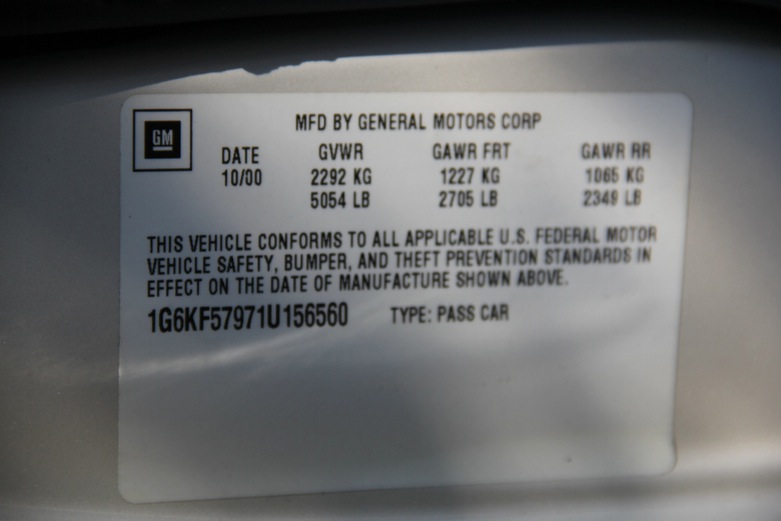 GM
MFD BY GENERAL MOTORS CORP
DATE GVWR GAWR FRT GAWR RR
10/00 2292 KG 1227 KG 1065 KG
5054 LB 2705 LB 2349 LB
THIS VEHICLE CONFORMS TO ALL APPLICABLE U.S. FEDERAL MOTOR
VEHICLE SAFETY, BUMPER, AND THEFT PREVENTION STANDARDS IN
EFFECT ON THE DATE OF MANUFACTURE SHOWN ABOVE.
1G6KF57971U156560 TYPE: PASS CAR